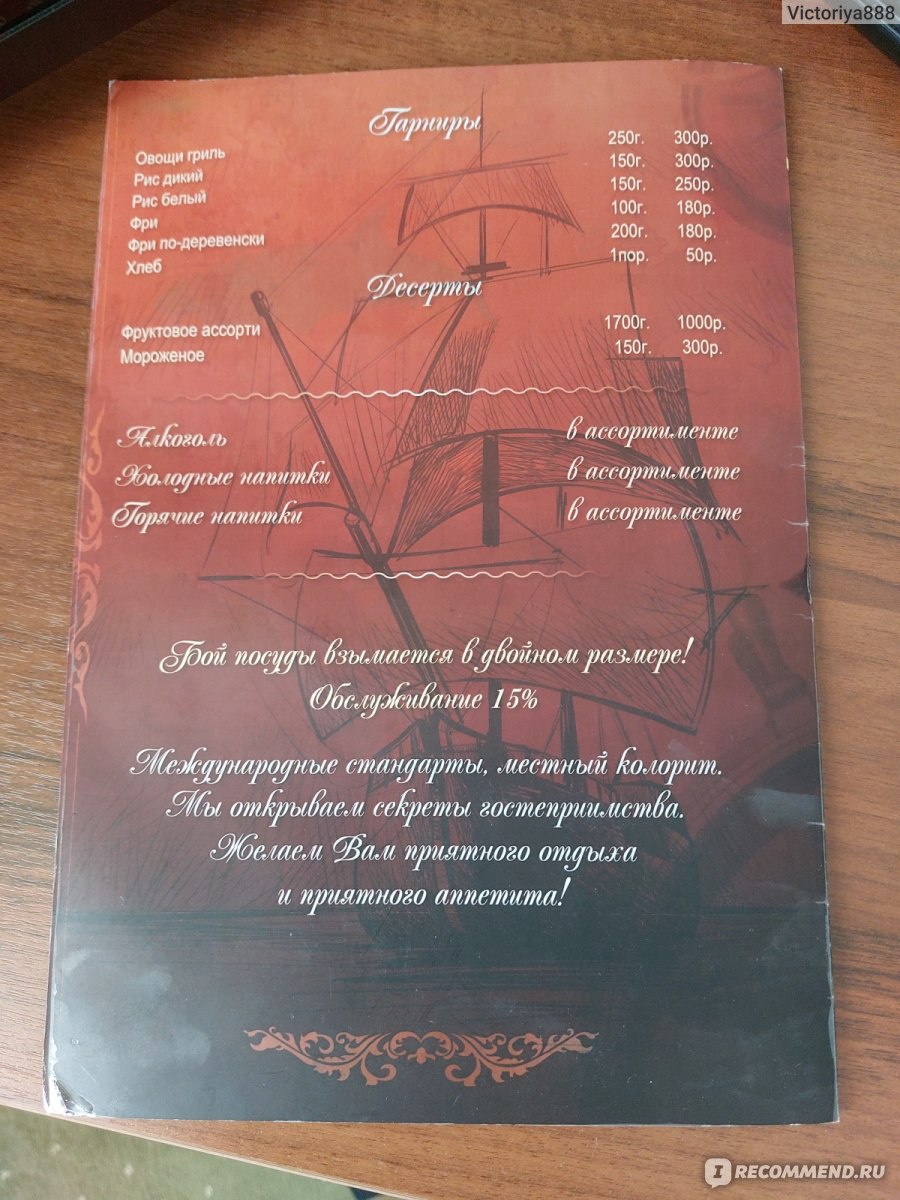 Victoriya888
Гарниры
Овощи гриль 250г. 300р.
Рис дикий 150г. 300р.
Рис белый 150г. 250р.
Фри 100г. 180р.
Фри по-деревенски 200г. 180р.
Хлеб 1пор. 50р.
Десерты
Фруктовое ассорти 1700г. 1000р.
Мороженое 150г. 300р.
Алкоголь в ассортименте
Холодные напитки в ассортименте
Горячие напитки в ассортименте
Бой посуды взымается в двойном размере!
Обслуживание 15%
Международные стандарты, местный колорит.
Мы открываем секреты гостеприимства.
Желаем Вам приятного отдыха
и приятного аппетита!
I RECOMMEND.RU